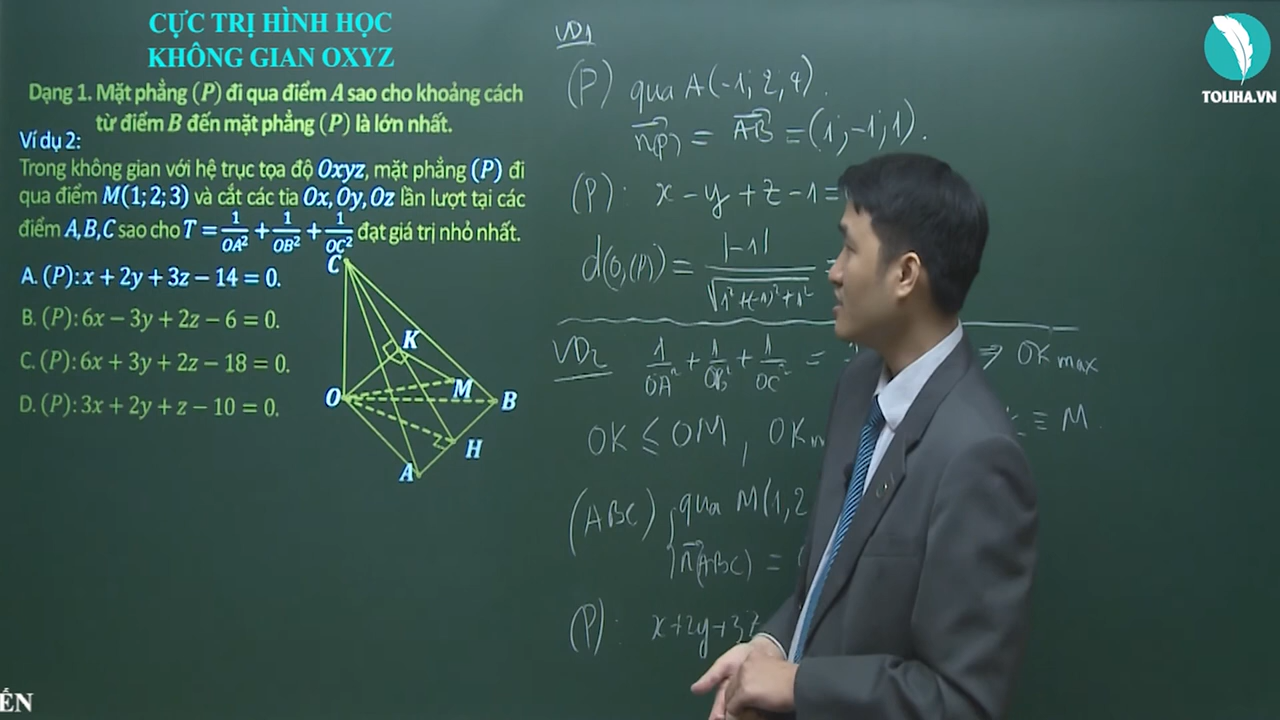 CỰC TRỊ HÌNH HỌC
KHÔNG GIAN OXYZ
Dạng 1. Mặt phẳng (P) đi qua điểm A sao cho khoảng cách
từ điểm B đến mặt phẳng (P) là lớn nhất.
Ví dụ 2:
Trong không gian với hệ trục tọa độ Oxyz, mặt phẳng (P) đi
qua điểm M(1; 2; 3) và cắt các tia Ox, Oy, Oz lần lượt tại các
điểm A, B, C sao cho T = 1/OA² + 1/OB² + 1/OC² đạt giá trị nhỏ nhất.
A. (P): x + 2y + 3z − 14 = 0.
B. (P): 6x − 3y + 2z − 6 = 0.
C. (P): 6x + 3y + 2z − 18 = 0.
D. (P): 3x + 2y + z − 10 = 0.
C
K
O
M
B
H
A
ẾN
VD1
(P) qua A(-1; 2; 4).
n(P) = AB = (1; -1; 1).
(P): x - y + z - 1 =
d(O,(P)) = |-1| / √1² + (-1)² + 1² =
VD2 1/OA² + 1/OB² + 1/OC² = ⇒ OK max
OK ≤ OM, OK ≡ M.
(ABC) qua M(1, 2
n(ABC) =
(P): x + 2y + 3z
TOLIHA.VN